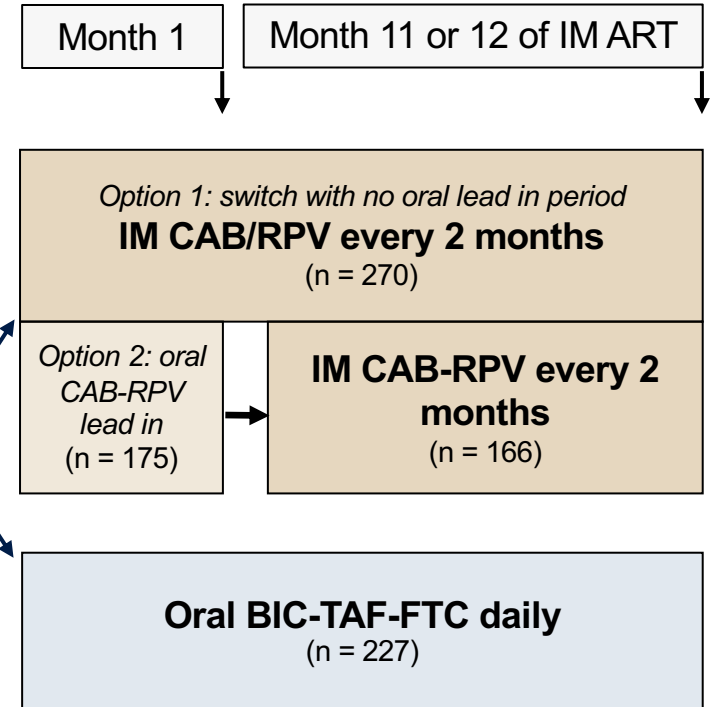 Month 1
Month 11 or 12 of IM ART
Option 1: switch with no oral lead in period
IM CAB/RPV every 2 months
(n = 270)
Option 2: oral
CAB-RPV
lead in
(n = 175)
IM CAB-RPV every 2
months
(n = 166)
Oral BIC-TAF-FTC daily
(n = 227)